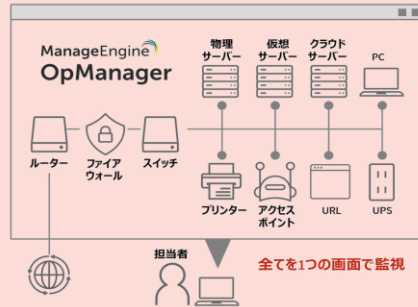 ManageEngine
OpManager
物理
サーバー
仮想
サーバー
クラウド
サーバー
PC
ルーター
ファイア
ウォール
スイッチ
プリンター
アクセス
ポイント
URL
UPS
担当者
全てを1つの画面で監視